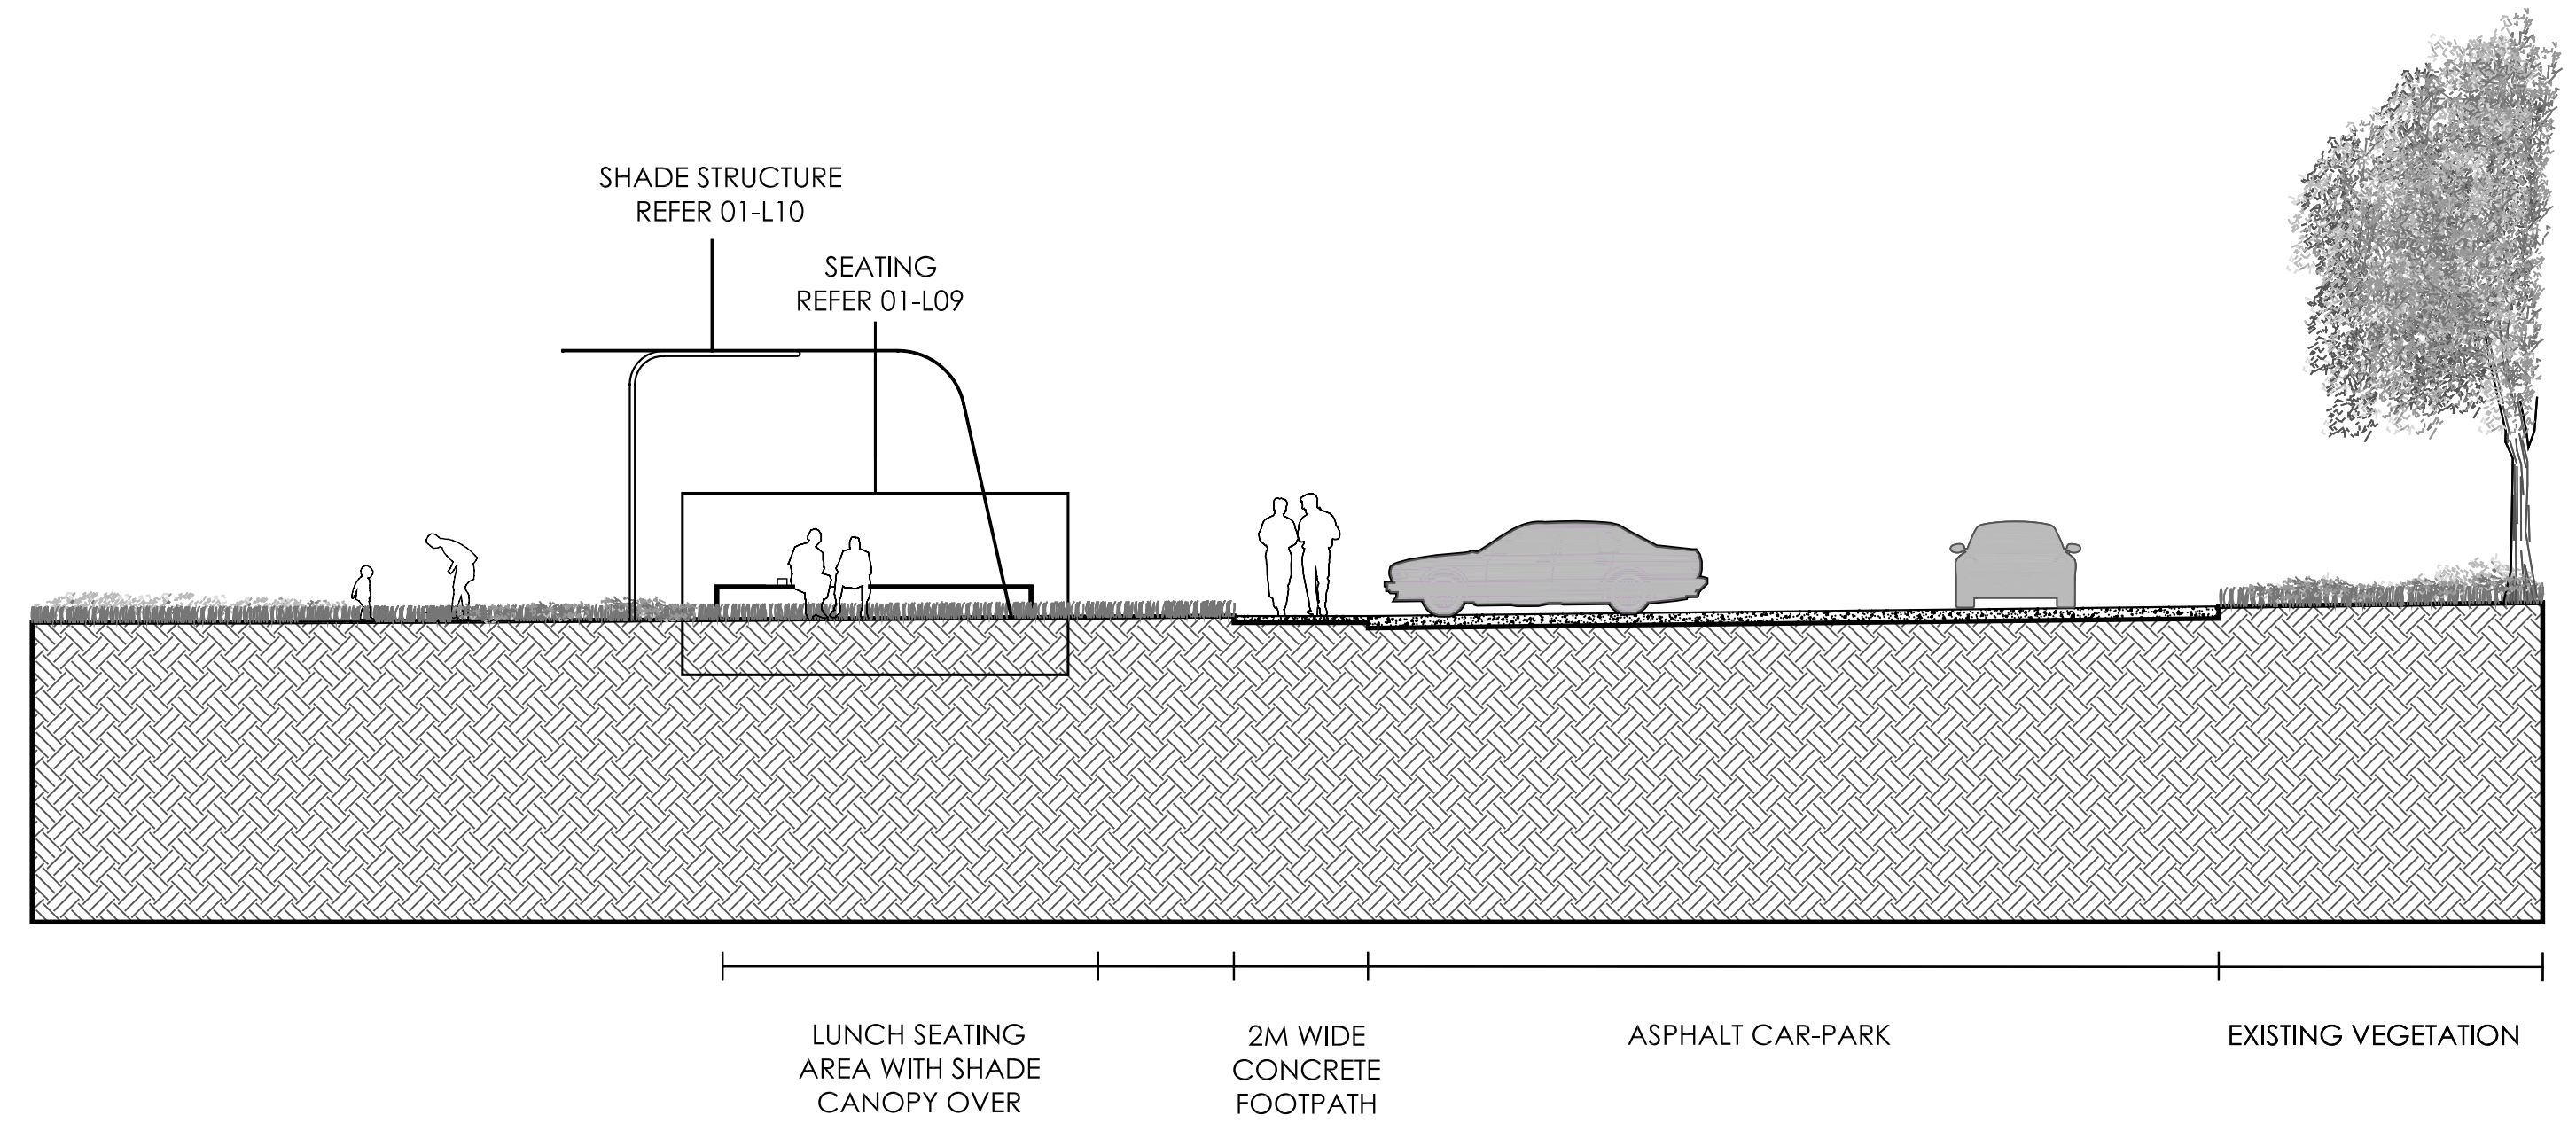 SHADE STRUCTURE
REFER 01-L10
SEATING
REFER 01-L09
LUNCH SEATING
AREA WITH SHADE
CANOPY OVER
2M WIDE
CONCRETE
FOOTPATH
ASPHALT CAR-PARK
EXISTING VEGETATION